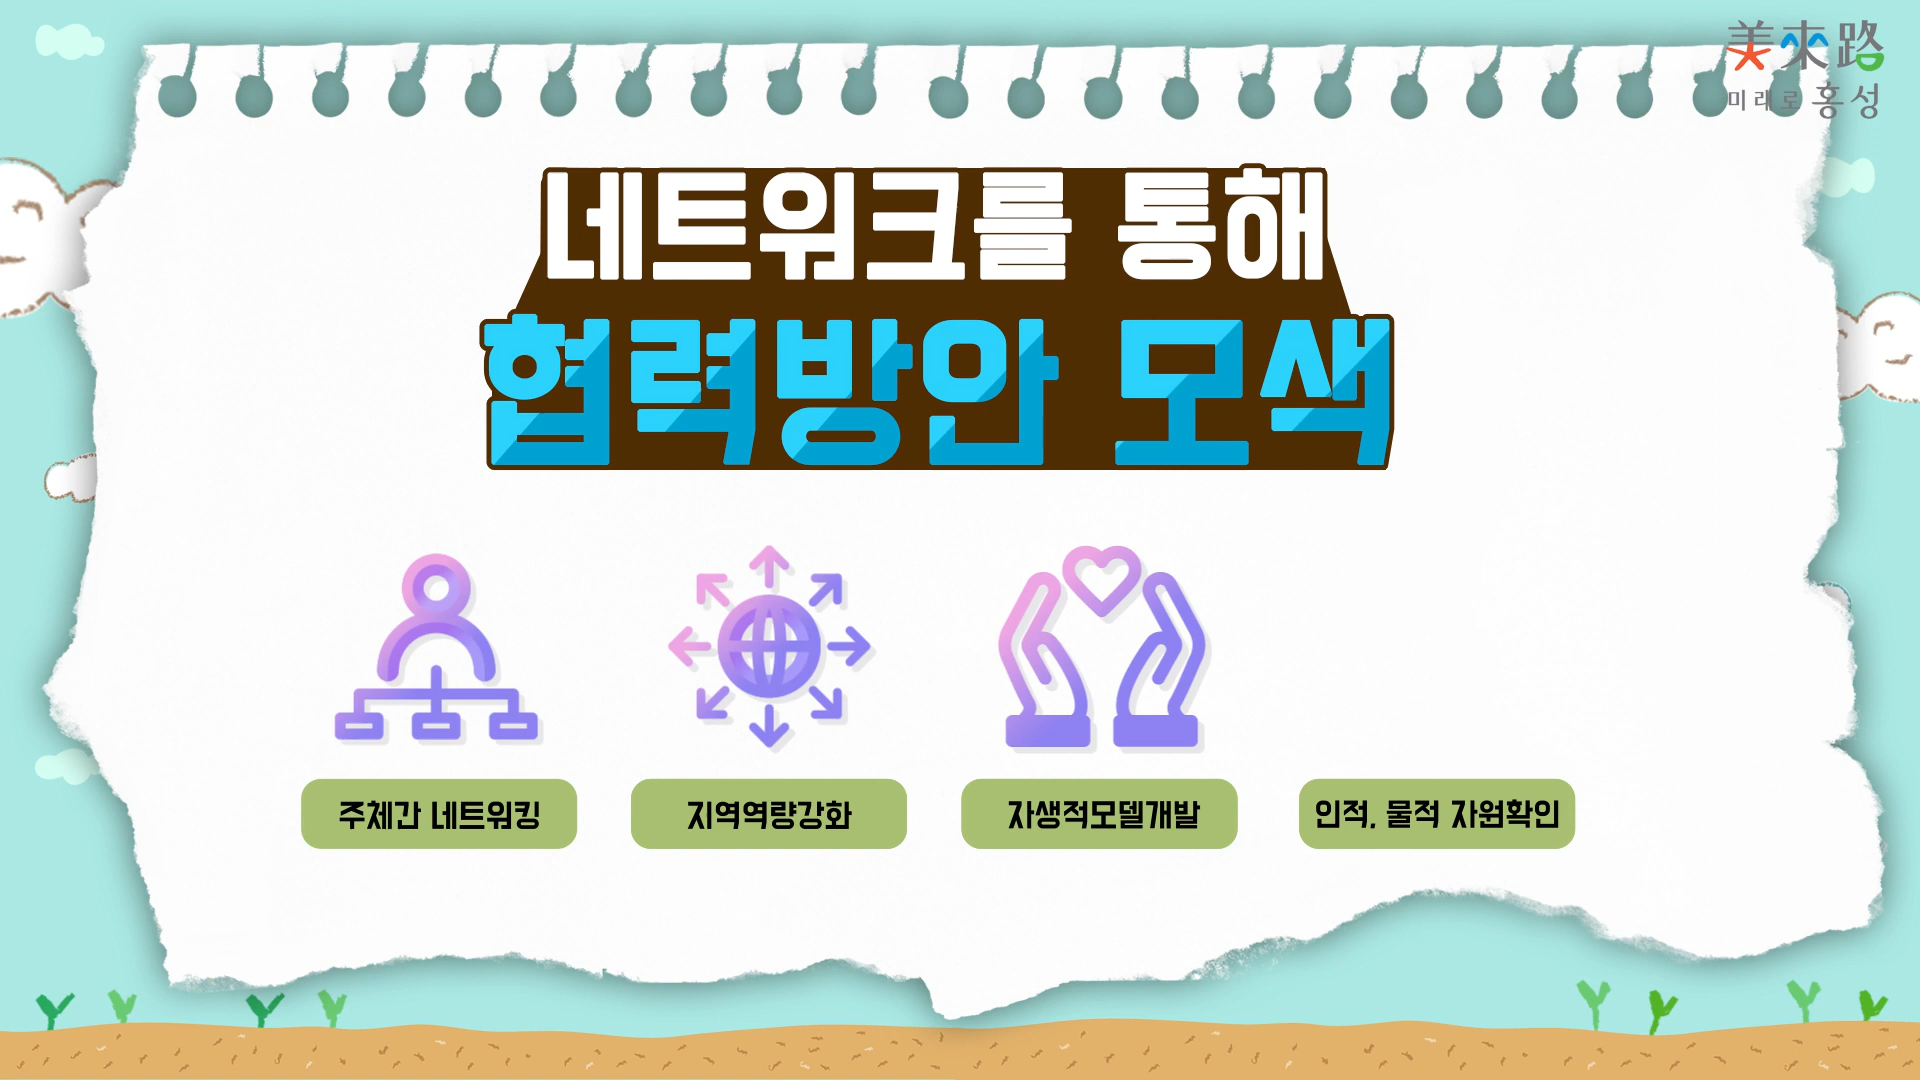 美來路
미래로 홍성
네트워크를 통해
협력방안 모색
주체간 네트워킹
지역역량강화
자생적모델개발
인적, 물적 자원확인